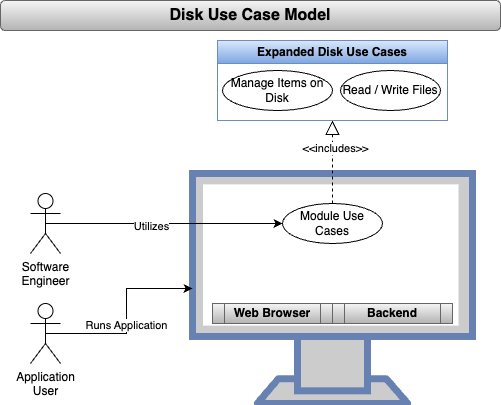 Disk Use Case Model
Expanded Disk Use Cases
Manage Items on
Disk
Read / Write Files
<<includes>>
Module Use
Cases
Utilizes
Software
Engineer
Web Browser
Backend
Runs Application
Application
User